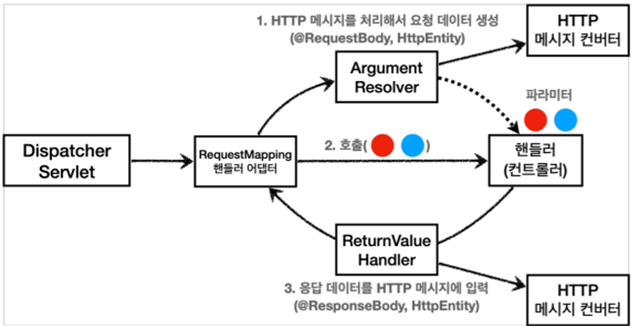 1. HTTP 메시지를 처리해서 요청 데이터 생성
(@RequestBody, HttpEntity)
HTTP
메시지 컨버터
Argument
Resolver
파라미터
Dispatcher
Servlet
RequestMapping
핸들러 어댑터
2. 호출( )
핸들러
(컨트롤러)
ReturnValue
Handler
3. 응답 데이터를 HTTP 메시지에 입력
(@ResponseBody, HttpEntity)
HTTP
메시지 컨버터